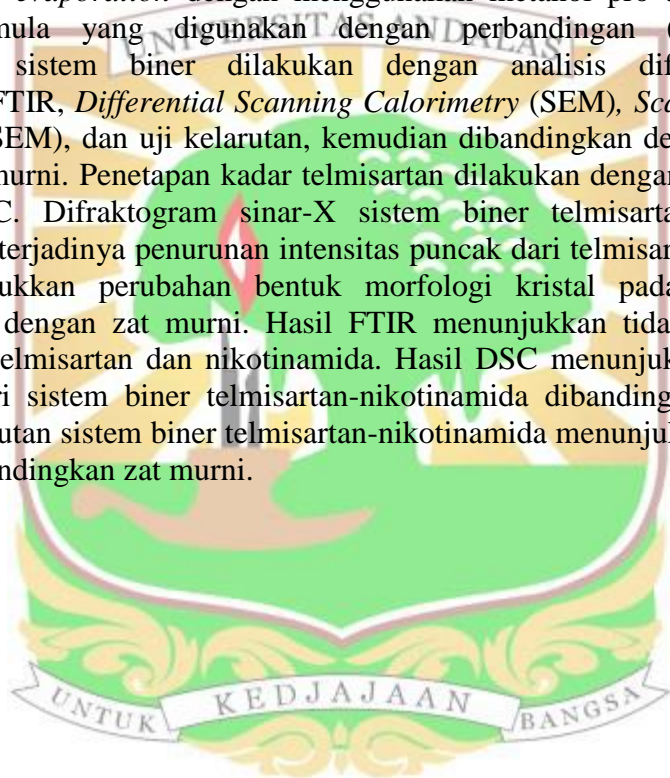 evaporation dengan menggunakan metanol pro
mula yang digunakan dengan perbandingan (
sistem biner dilakukan dengan analisis dif
FTIR, Differential Scanning Calorimetry (SEM), Sca
SEM), dan uji kelarutan, kemudian dibandingkan de
murni. Penetapan kadar telmisartan dilakukan dengan
C. Difraktogram sinar-X sistem biner telmisarta
terjadinya penurunan intensitas puncak dari telmisar
ukkan perubahan bentuk morfologi kristal pada
dengan zat murni. Hasil FTIR menunjukkan tida
telmisartan dan nikotinamida. Hasil DSC menunjuk
ri sistem biner telmisartan-nikotinamida dibanding
utan sistem biner telmisartan-nikotinamida menunjul
ndingkan zat murni.
UNIVERSITAS ANDALAS
UNTUK KEDJAJAAN BANGSA